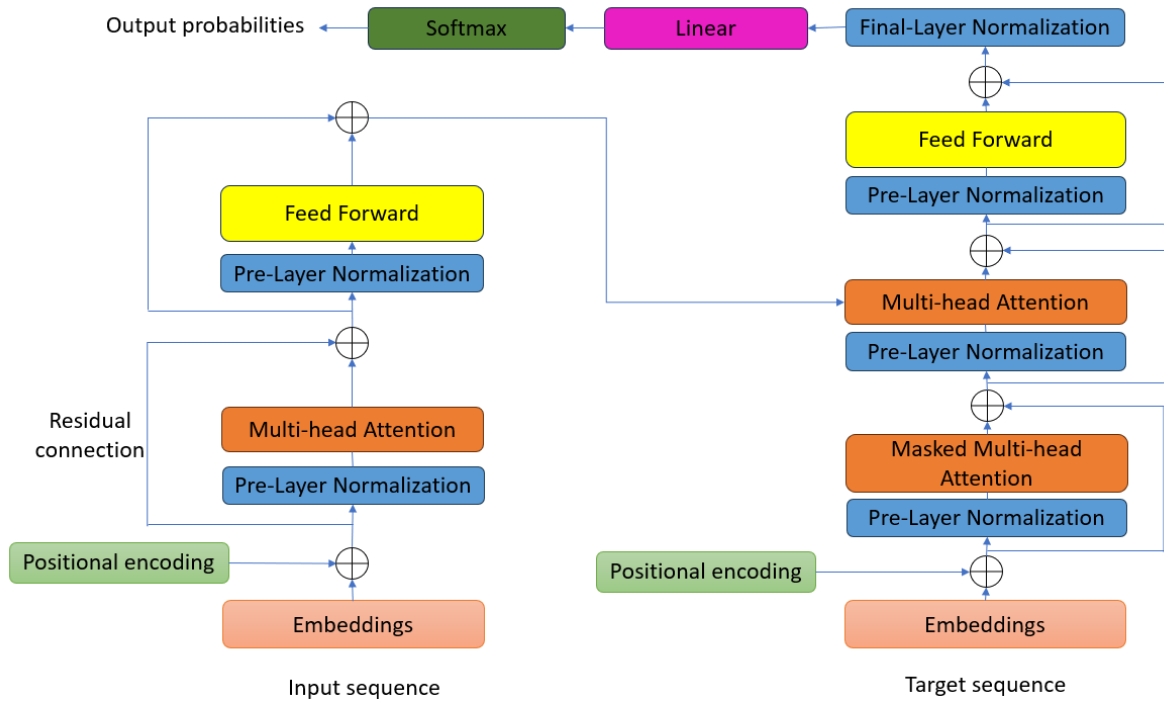 Output probabilities
Softmax
Linear
Final-Layer Normalization
Feed Forward
Pre-Layer Normalization
Multi-head Attention
Pre-Layer Normalization
Masked Multi-head
Attention
Pre-Layer Normalization
Positional encoding
Embeddings
Target sequence
Feed Forward
Pre-Layer Normalization
Residual
connection
Multi-head Attention
Pre-Layer Normalization
Positional encoding
Embeddings
Input sequence